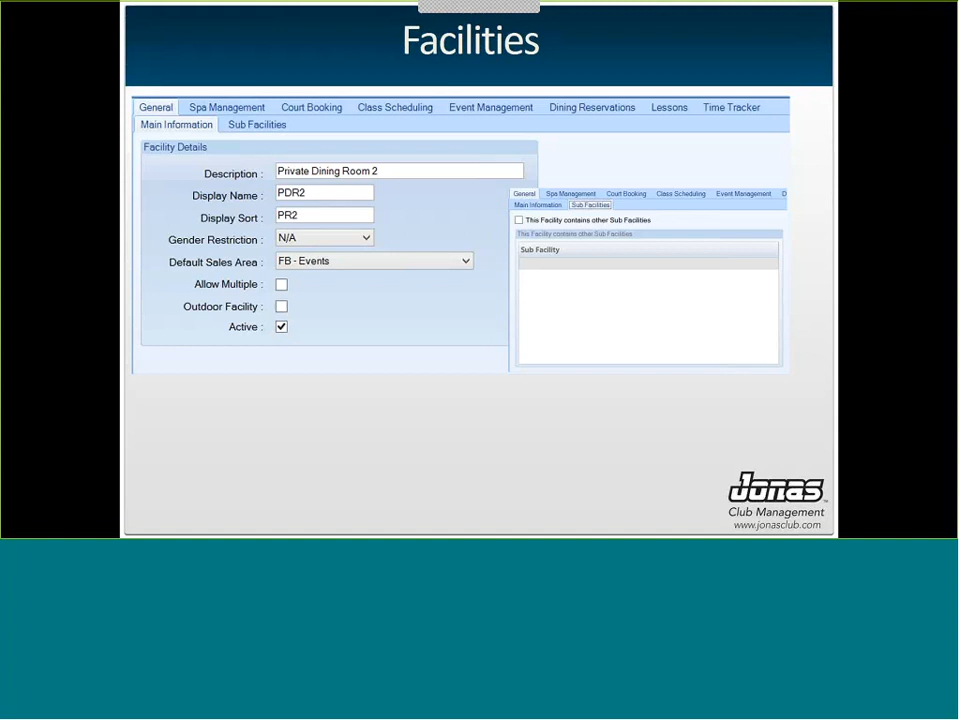 Facilities
General Spa Management Court Booking Class Scheduling Event Management Dining Reservations Lessons Time Tracker
Main Information Sub Facilities
Facility Details
Description : Private Dining Room 2
Display Name : PDR2
Display Sort : PR2
Gender Restriction : N/A
Default Sales Area : FB - Events
Allow Multiple :
Outdoor Facility :
Active :
General Spa Management Court Booking Class Scheduling Event Management D
Main Information Sub Facilities
This Facility contains other Sub Facilities
This Facility contains other Sub Facilities
Sub Facility
Jonas
Club Management
www.jonasclub.com